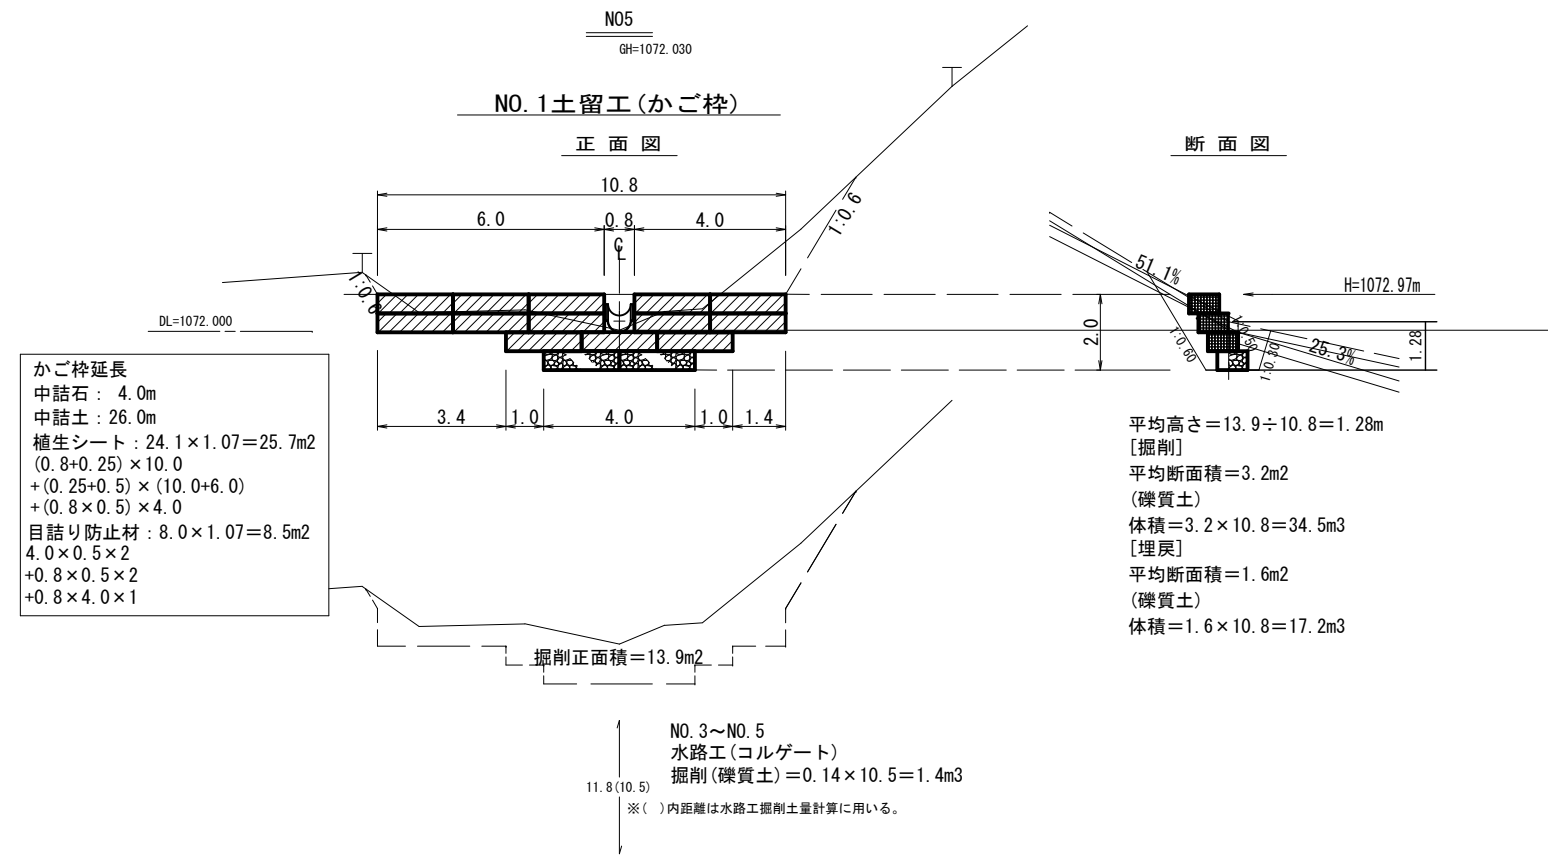 NO5
GH=1072.030
NO.1土留工(かご枠)
正面図
断面図
10.8
6.0
0.8
4.0
1:0.6
51.1%
H=1072.97m
DL=1072.000
2.0
1:0.60
1:0.30
25.3%
1.28
3.4
1.0
4.0
1.0
1.4
かご枠延長
中詰石: 4.0m
中詰土:26.0m
植生シート:24.1×1.07=25.7m2
(0.8+0.25)×10.0
+(0.25+0.5)×(10.0+6.0)
+(0.8×0.5)×4.0
目詰り防止材:8.0×1.07=8.5m2
4.0×0.5×2
+0.8×0.5×2
+0.8×4.0×1
平均高さ=13.9÷10.8=1.28m
[掘削]
平均断面積=3.2m2
(礫質土)
体積=3.2×10.8=34.5m3
[埋戻]
平均断面積=1.6m2
(礫質土)
体積=1.6×10.8=17.2m3
掘削正面積=13.9m2
NO.3～NO.5
水路工(コルゲート)
掘削(礫質土)=0.14×10.5=1.4m3
11.8(10.5)
※( )内距離は水路工掘削土量計算に用いる。